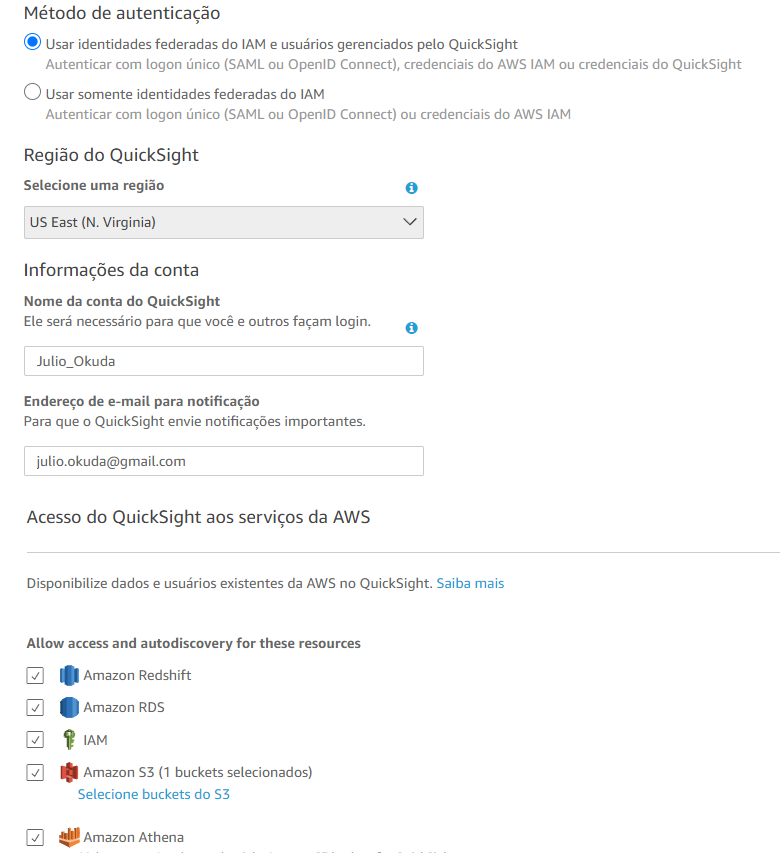 Método de autenticação
Usar identidades federadas do IAM e usuários gerenciados pelo QuickSight
Autenticar com logon único (SAML ou OpenID Connect), credenciais do AWS IAM ou credenciais do QuickSight
Usar somente identidades federadas do IAM
Autenticar com logon único (SAML ou OpenID Connect) ou credenciais do AWS IAM
Região do QuickSight
Selecione uma região
US East (N. Virginia)
Informações da conta
Nome da conta do QuickSight
Ele será necessário para que você e outros façam login.
Julio_Okuda
Endereço de e-mail para notificação
Para que o QuickSight envie notificações importantes.
julio.okuda@gmail.com
Acesso do QuickSight aos serviços da AWS
Disponibilize dados e usuários existentes da AWS no QuickSight. Saiba mais
Allow access and autodiscovery for these resources
Amazon Redshift
Amazon RDS
IAM
Amazon S3 (1 buckets selecionados)
Selecione buckets do S3
Amazon Athena